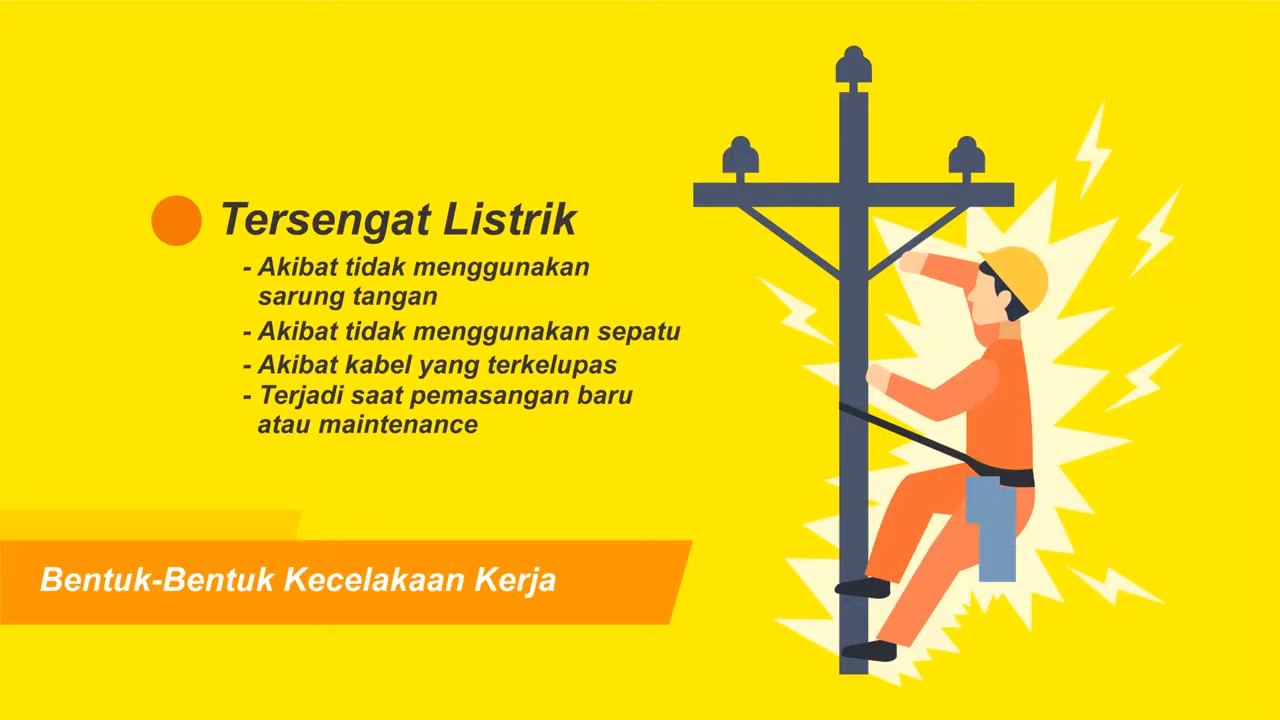 Tersengat Listrik
- Akibat tidak menggunakan
sarung tangan
- Akibat tidak menggunakan sepatu
- Akibat kabel yang terkelupas
- Terjadi saat pemasangan baru
atau maintenance
Bentuk-Bentuk Kecelakaan Kerja